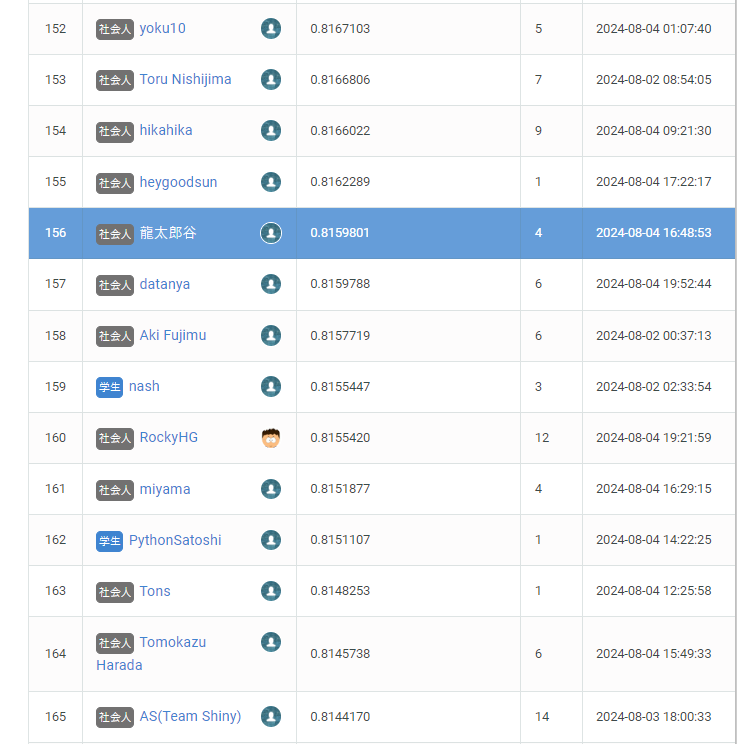 152 社会人 yoku10 0.8167103 5 2024-08-04 01:07:40
153 社会人 Toru Nishijima 0.8166806 7 2024-08-02 08:54:05
154 社会人 hikahika 0.8166022 9 2024-08-04 09:21:30
155 社会人 heygoodsun 0.8162289 1 2024-08-04 17:22:17
156 社会人 龍太郎谷 0.8159801 4 2024-08-04 16:48:53
157 社会人 datanya 0.8159788 6 2024-08-04 19:52:44
158 社会人 Aki Fujimu 0.8157719 6 2024-08-02 00:37:13
159 学生 nash 0.8155447 3 2024-08-02 02:33:54
160 社会人 RockyHG 0.8155420 12 2024-08-04 19:21:59
161 社会人 miyama 0.8151877 4 2024-08-04 16:29:15
162 学生 PythonSatoshi 0.8151107 1 2024-08-04 14:22:25
163 社会人 Tons 0.8148253 1 2024-08-04 12:25:58
164 社会人 Tomokazu
Harada 0.8145738 6 2024-08-04 15:49:33
165 社会人 AS(Team Shiny) 0.8144170 14 2024-08-03 18:00:33